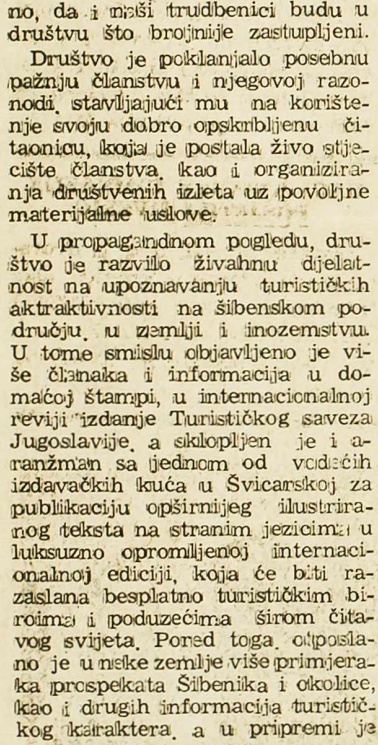 no, da i naši trudbenici budu u
društvu što brojnije zastupljeni.
Društvo je poklanjalo posebnu
pažnju članstvu i njegovoj razo-
nodi, stavljajući mu na korište-
nje svoju dobro opskrbljenu či-
taonicu, koja je postala živo stje-
cište članstva, kao i organizira-
nja društvenih izleta uz povoljne
materijalne uslove.
U propagandnom pogledu, dru-
štvo je razvilo živahnu djelat-
nost na upoznavanju turističkih
aktraktivnosti na šibenskom po-
dručju, u zemlji i inozemstvu.
U tome smislu objavljeno je vi-
še članaka i informacija u do-
maćoj štampi, u internacionalnoj
reviji izdanje Turističkog saveza
Jugoslavije, a sklopljen je i a-
ranžman sa jednom od vodećih
izdavačkih kuća u Švicarskoj za
publikaciju opširnijeg ilustrira-
nog teksta na stranim jezicima u
luksuzno opromljenoj internaci-
onalnoj ediciji, koja će biti ra-
zaslana besplatno turističkim bi-
roima i poduzećima širom čita-
vog svijeta. Pored toga, otposla-
no je u neke zemlje više primjera-
ka prospekata Šibenika i okolice,
kao i drugih informacija turistič-
kog karaktera, a u pripremi je